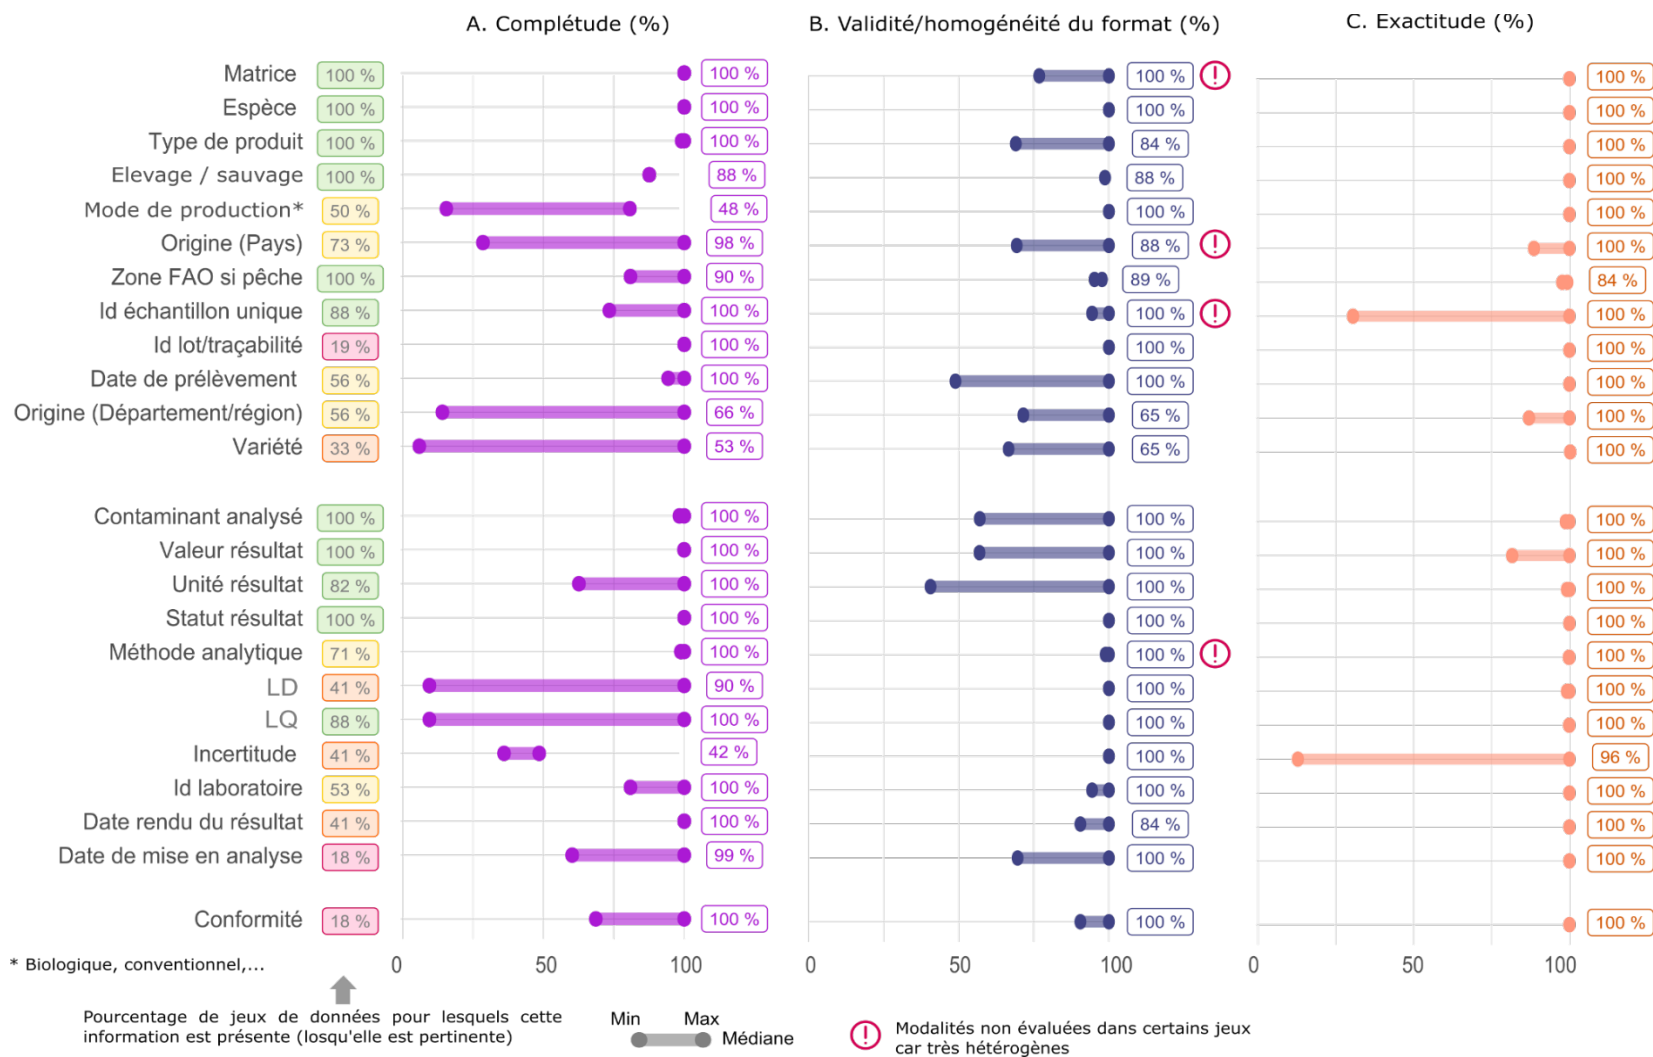 A. Complétude (%) B. Validité/homogénéité du format (%) C. Exactitude (%)
Matrice 100 % 100 % 100 % ! 100 %
Espèce 100 % 100 % 100 % 100 %
Type de produit 100 % 100 % 84 % 100 %
Elevage / sauvage 100 % 88 % 88 % 100 %
Mode de production* 50 % 48 % 100 % 100 %
Origine (Pays) 73 % 98 % 88 % ! 100 %
Zone FAO si pêche 100 % 90 % 89 % 84 %
Id échantillon unique 88 % 100 % 100 % ! 100 %
Id lot/traçabilité 19 % 100 % 100 % 100 %
Date de prélèvement 56 % 100 % 100 % 100 %
Origine (Département/région) 56 % 66 % 65 % 100 %
Variété 33 % 53 % 65 % 100 %
Contaminant analysé 100 % 100 % 100 % 100 %
Valeur résultat 100 % 100 % 100 % 100 %
Unité résultat 82 % 100 % 100 % 100 %
Statut résultat 100 % 100 % 100 % 100 %
Méthode analytique 71 % 100 % 100 % ! 100 %
LD 41 % 90 % 100 % 100 %
LQ 88 % 100 % 100 % 100 %
Incertitude 41 % 42 % 100 % 96 %
Id laboratoire 53 % 100 % 100 % 100 %
Date rendu du résultat 41 % 100 % 84 % 100 %
Date de mise en analyse 18 % 99 % 100 % 100 %
Conformité 18 % 100 % 100 % 100 %
* Biologique, conventionnel,... 0 50 100 0 50 100 0 50 100
Pourcentage de jeux de données pour lesquels cette
information est présente (losqu'elle est pertinente)
Min Max
Médiane
! Modalités non évaluées dans certains jeux
car très hétérogènes